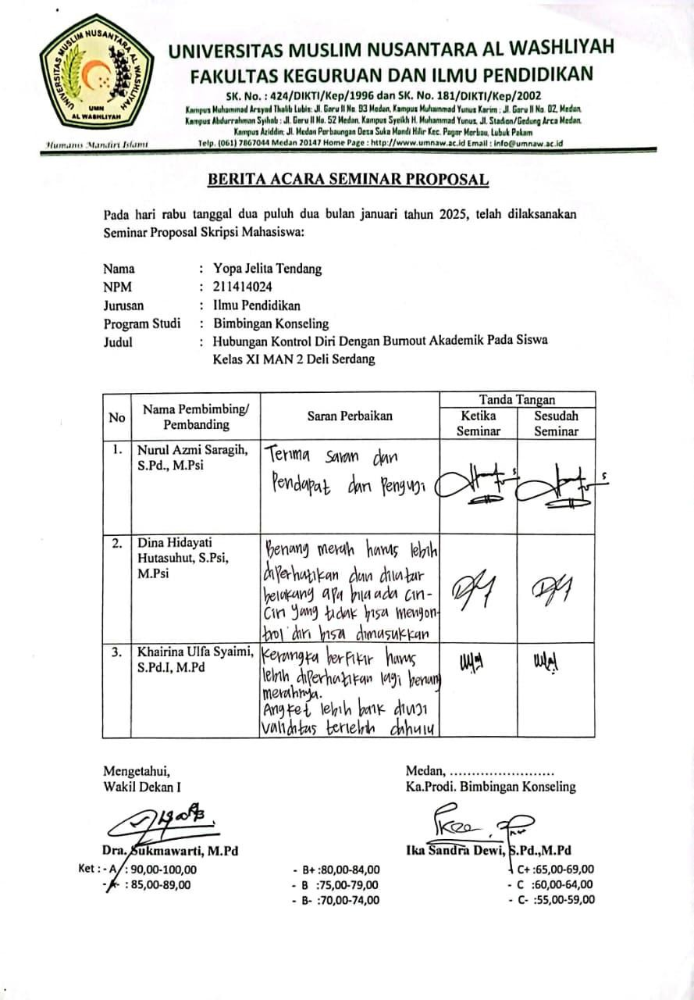 UNIVERSITAS MUSLIM NUSANTARA AL WASHLIYAH
UMN
AL WASHLIYAH
Humanis Mandiri Islami
UNIVERSITAS MUSLIM NUSANTARA AL WASHLIYAH
FAKULTAS KEGURUAN DAN ILMU PENDIDIKAN
SK. No. : 424/DIKTI/Kep/1996 dan SK. No. 181/DIKTI/Kep/2002
Kampus Muhammad Arsyad Thalib Lubis: Jl. Garu II No. 93 Medan, Kampus Muhammad Yunus Karim ; Jl. Garu II No. 02, Medan,
Kampus Abdurrahman Syihab : Jl. Garu II No. 52 Medan, Kampus Syeikh H. Muhammad Yunus, Jl. Stadion/Gedung Arca Medan,
Kampus Aziddin; Jl. Medan Perbaungan Desa Suka Mandi Hilir Kec. Pagar Merbau, Lubuk Pakam
Telp. (061) 7867044 Medan 20147 Home Page : http://www.umnaw.ac.id Email : info@umnaw.ac.id
BERITA ACARA SEMINAR PROPOSAL
Pada hari rabu tanggal dua puluh dua bulan januari tahun 2025, telah dilaksanakan
Seminar Proposal Skripsi Mahasiswa:
Nama : Yopa Jelita Tendang
NPM : 211414024
Jurusan : Ilmu Pendidikan
Program Studi : Bimbingan Konseling
Judul : Hubungan Kontrol Diri Dengan Burnout Akademik Pada Siswa
Kelas XI MAN 2 Deli Serdang
No
Nama Pembimbing/
Pembanding
Saran Perbaikan
Tanda Tangan
Ketika
Seminar
Sesudah
Seminar
1.
Nurul Azmi Saragih,
S.Pd., M.Psi
Terima saran dan
Pendapat dari Penguji
2.
Dina Hidayati
Hutasuhut, S.Psi,
M.Psi
Benang merah harus lebih
diperhatikan dan dilatar
belakang apa bila ada ciri-
ciri yang tidak bisa mengon-
trol diri bisa dimasukkan
3.
Khairina Ulfa Syaimi,
S.Pd.I, M.Pd
Kerangka berfikir harus
lebih diperhatikan lagi benang
merahnya.
Angket lebih baik diuji
validitas terlebih dahulu
Mengetahui,
Wakil Dekan I
Dra. Sukmawarti, M.Pd
Medan, ........................
Ka.Prodi. Bimbingan Konseling
Ika Sandra Dewi, S.Pd.,M.Pd
Ket : - A : 90,00-100,00
- A- : 85,00-89,00
- B+ :80,00-84,00
- B :75,00-79,00
- B- :70,00-74,00
- C+ :65,00-69,00
- C :60,00-64,00
- C- :55,00-59,00